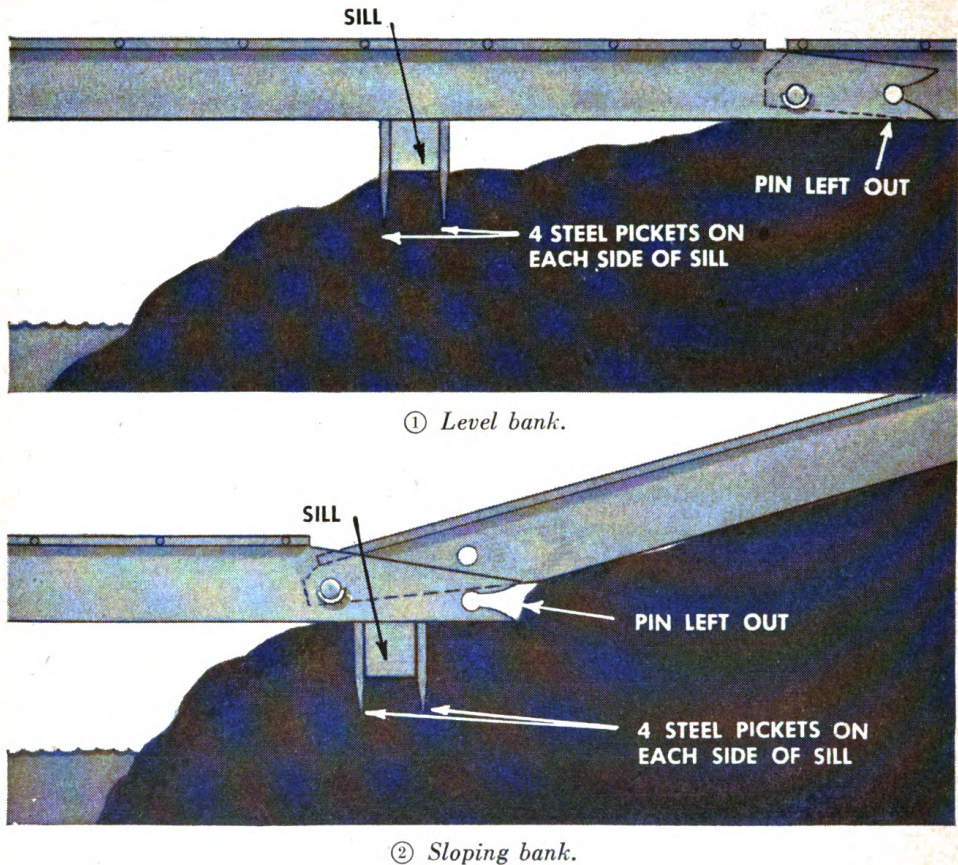 SILL
PIN LEFT OUT
4 STEEL PICKETS ON
EACH SIDE OF SILL
① Level bank.
SILL
PIN LEFT OUT
4 STEEL PICKETS ON
EACH SIDE OF SILL
② Sloping bank.